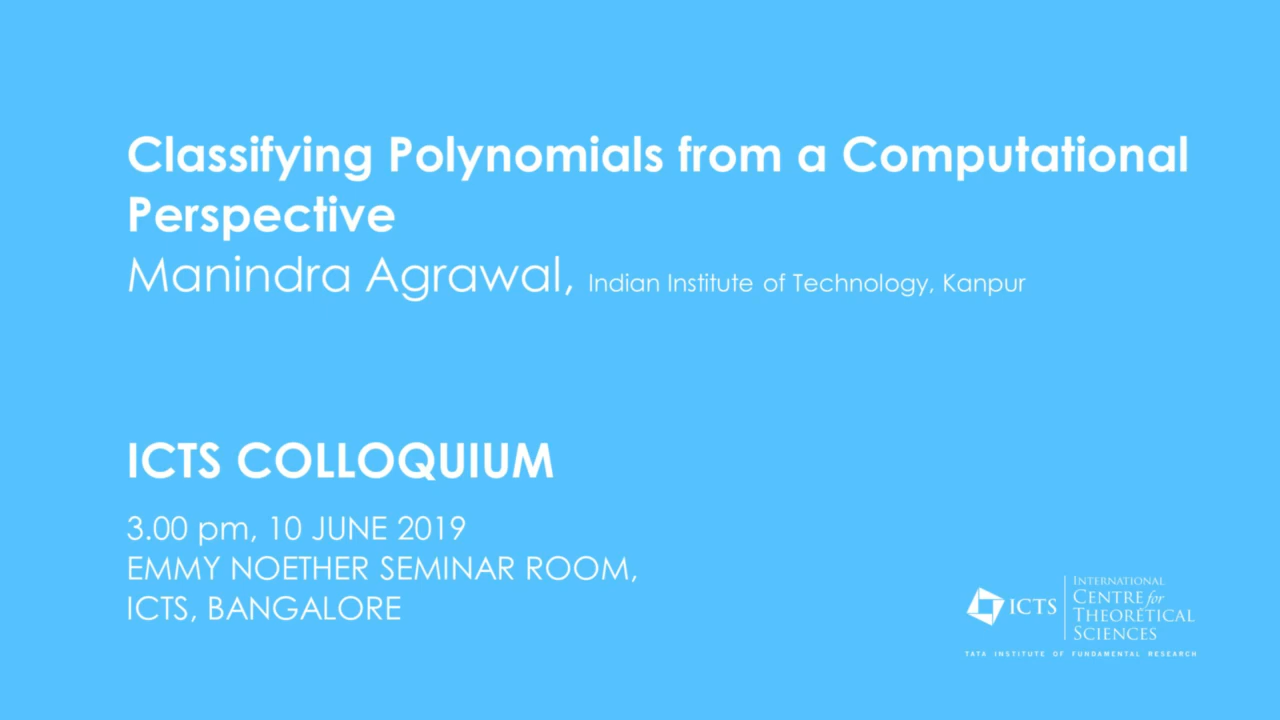 Classifying Polynomials from a Computational
Perspective
Manindra Agrawal, Indian Institute of Technology, Kanpur
ICTS COLLOQUIUM
3.00 pm, 10 JUNE 2019
EMMY NOETHER SEMINAR ROOM,
ICTS, BANGALORE
ICTS
INTERNATIONAL
CENTRE for
THEORETICAL
SCIENCES
TATA INSTITUTE OF FUNDAMENTAL RESEARCH